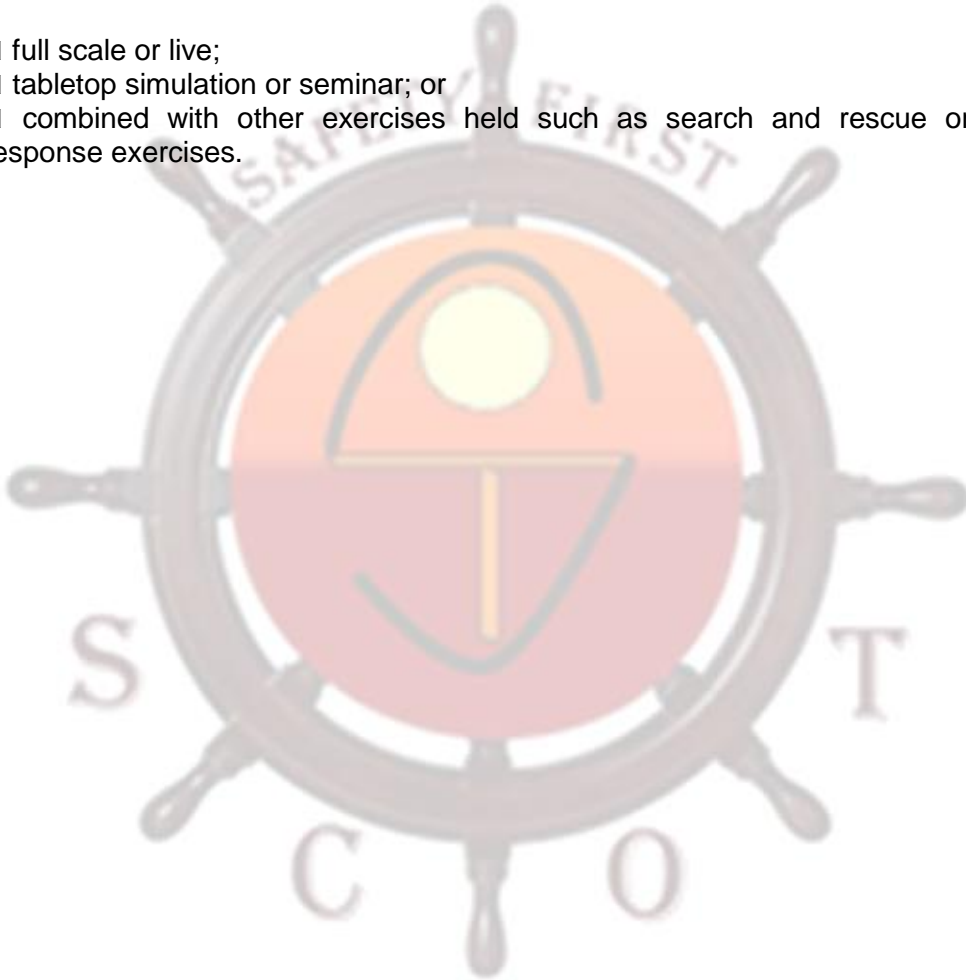 full scale or live;
tabletop simulation or seminar; or
combined with other exercises held such as search and rescue or
esponse exercises.
SAFETY FIRST
S T
C O